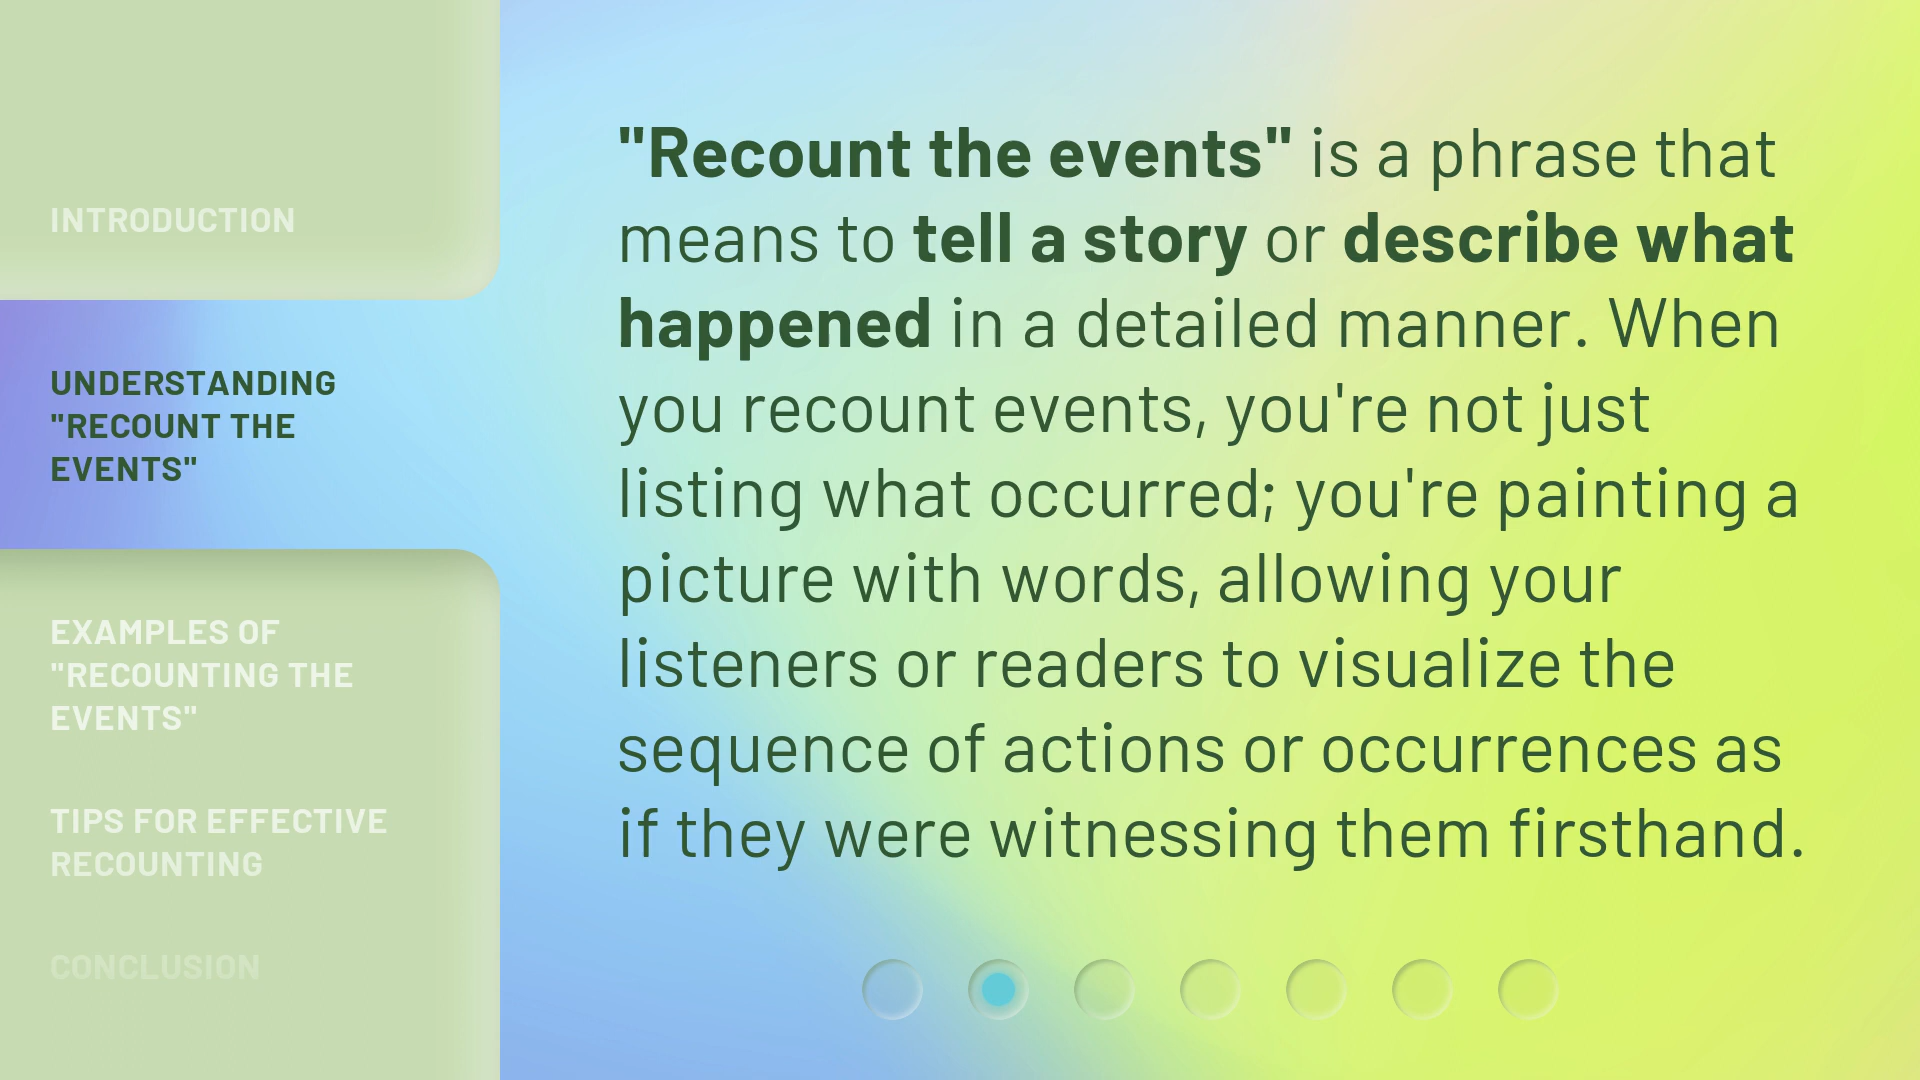 INTRODUCTION
UNDERSTANDING
"RECOUNT THE
EVENTS"
EXAMPLES OF
"RECOUNTING THE
EVENTS"
TIPS FOR EFFECTIVE
RECOUNTING
CONCLUSION
"Recount the events" is a phrase that
means to tell a story or describe what
happened in a detailed manner. When
you recount events, you're not just
listing what occurred; you're painting a
picture with words, allowing your
listeners or readers to visualize the
sequence of actions or occurrences as
if they were witnessing them firsthand.